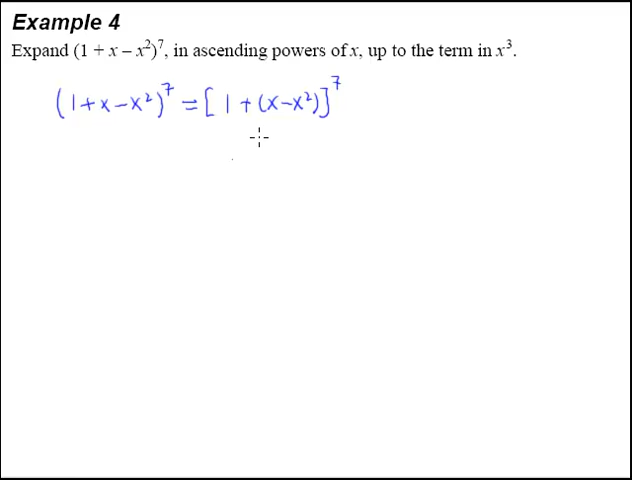 Example 4
Expand (1 + x – x²)⁷, in ascending powers of x, up to the term in x³.
(1+x−x²)⁷ = [1 + (x−x²)]⁷